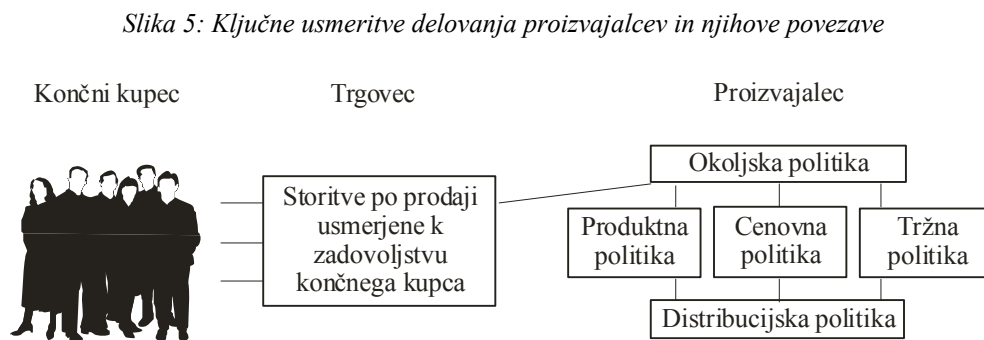 Slika 5: Ključne usmeritve delovanja proizvajalcev in njihove povezave
Končni kupec
Trgovec
Proizvajalec
Storitve po prodaji
usmerjene k
zadovoljstvu
končnega kupca
Okoljska politika
Produktna
politika
Cenovna
politika
Tržna
politika
Distribucijska politika